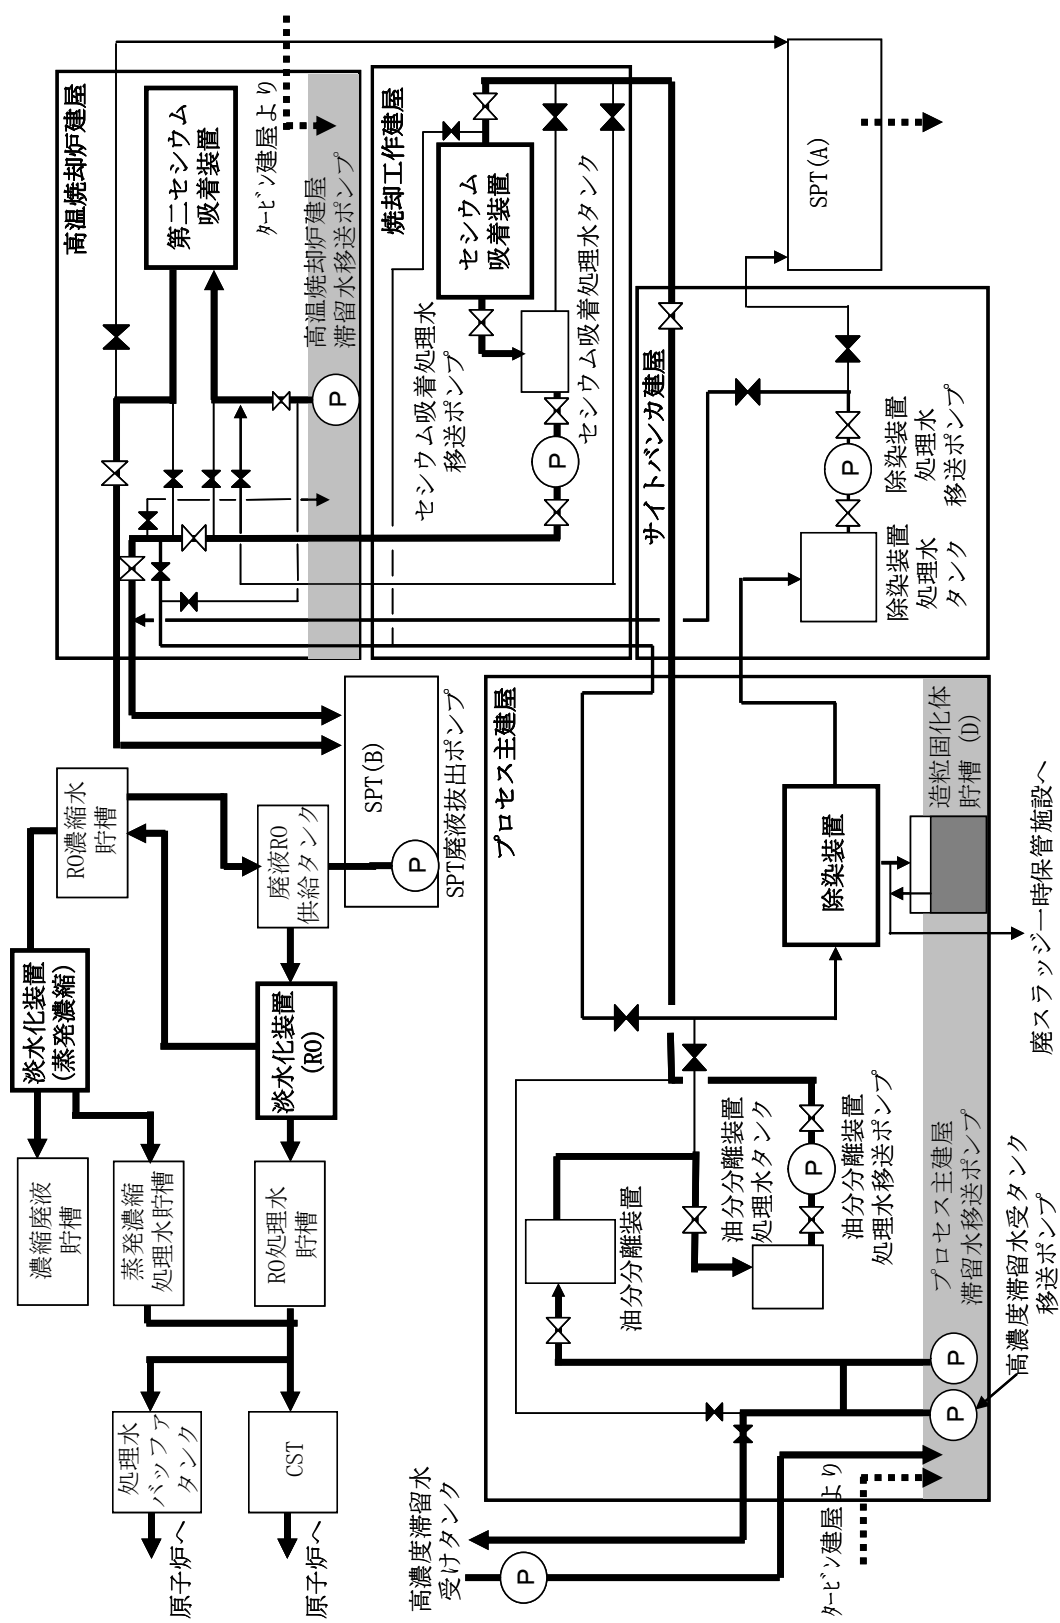 高温焼却炉建屋
第二セシウム
吸着装置
タービン建屋より
高温焼却炉建屋
滞留水移送ポンプ
P
焼却工作建屋
セシウム
吸着装置
セシウム吸着処理水
移送ポンプ
セシウム吸着処理水タンク
P
SPT(A)
サイトバンカ建屋
除染装置
処理水
移送ポンプ
P
除染装置
処理水
タンク
SPT(B)
SPT廃液抜出ポンプ
P
RO濃縮水
貯槽
廃液RO
供給タンク
淡水化装置
(蒸発濃縮)
淡水化装置
(RO)
濃縮廃液
貯槽
蒸発濃縮
処理水貯槽
RO処理水
貯槽
処理水
バッファ
タンク
CST
原子炉へ
原子炉へ
プロセス主建屋
除染装置
造粒固化体
貯槽 (D)
廃スラッジ一時保管施設へ
油分分離装置
油分分離装置
処理水タンク
油分分離装置
処理水移送ポンプ
P
プロセス主建屋
滞留水移送ポンプ
P
P
高濃度滞留水受タンク
移送ポンプ
高濃度滞留水
受けタンク
P
タービン建屋より